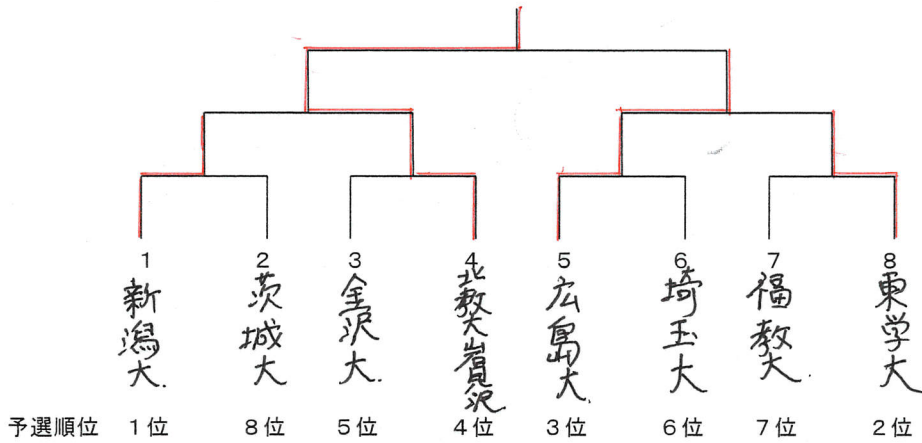 1 2 3 4 5 6 7 8
新潟大. 茨城大 金沢大. 北教大岩見沢 広島大. 埼玉大 福教大. 東学大
予選順位 1位 8位 5位 4位 3位 6位 7位 2位